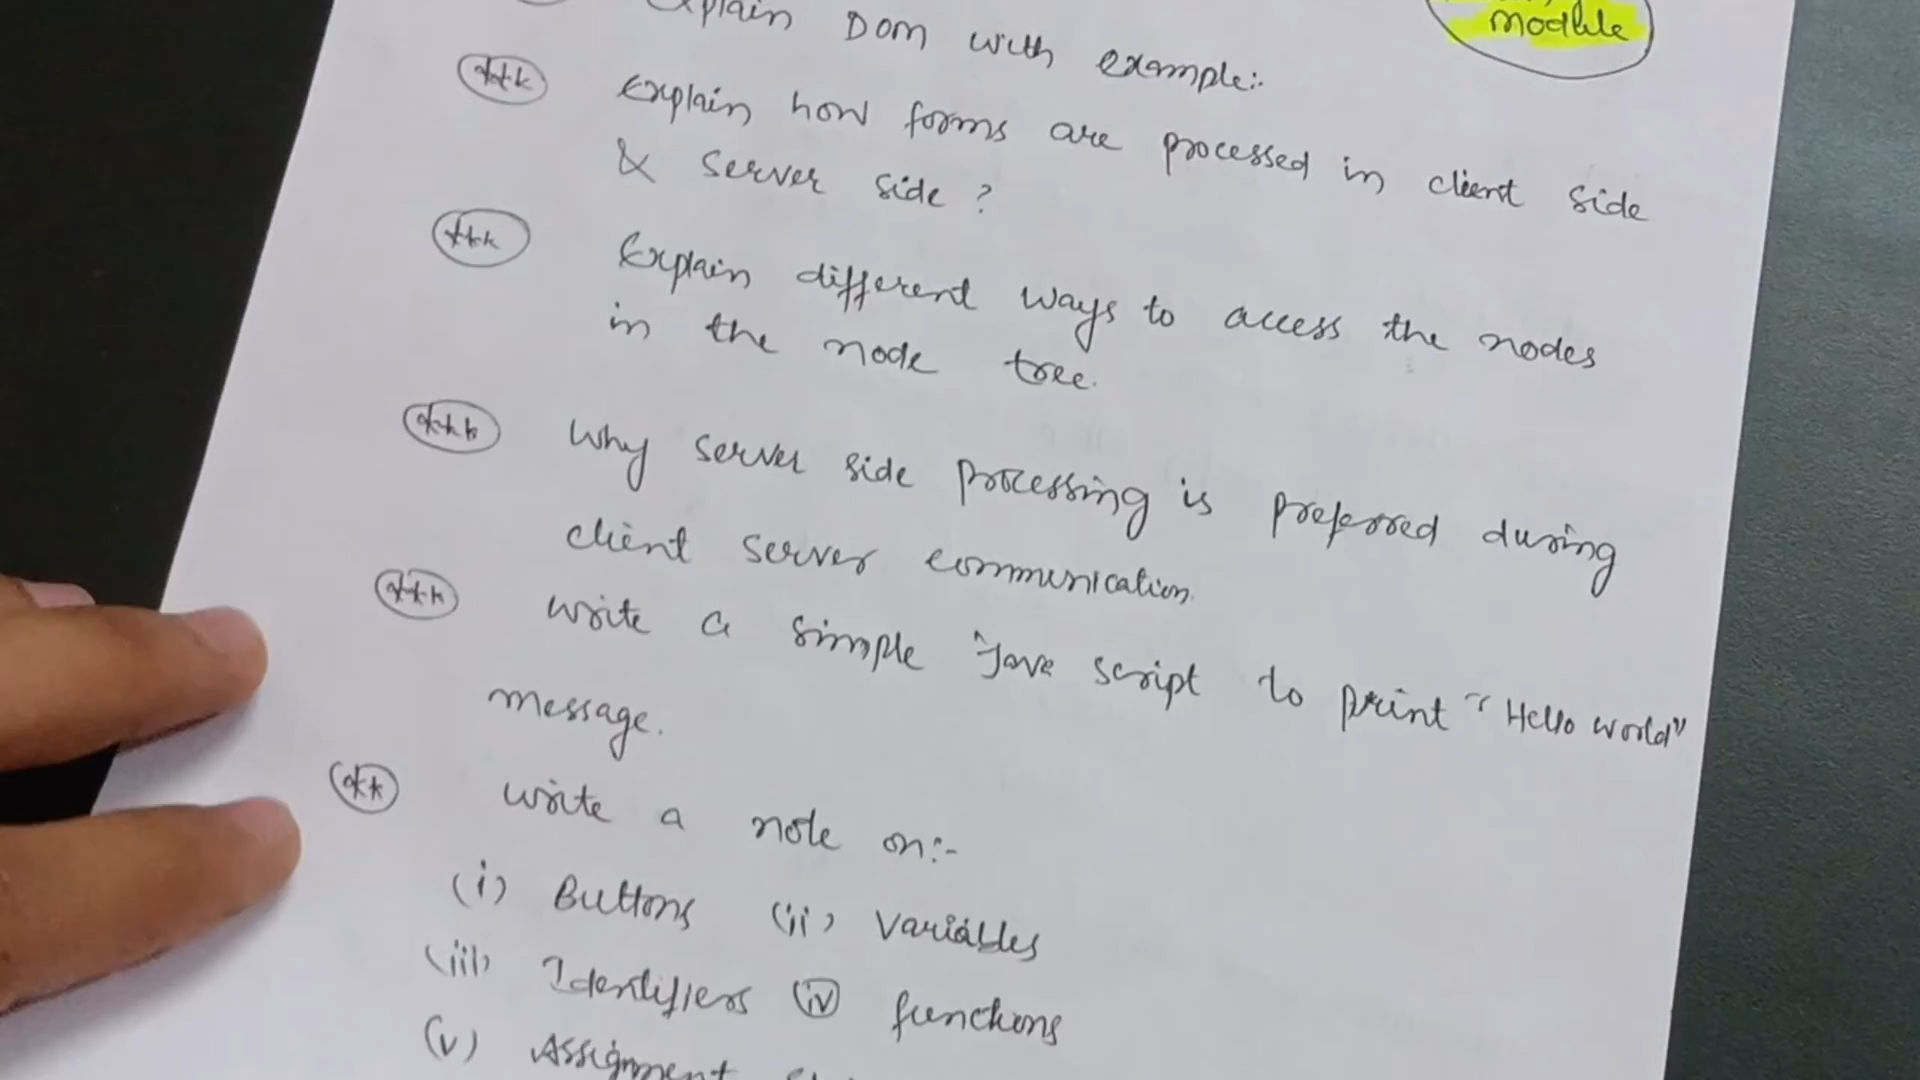 module
Explain DOM with example:-
*** Explain how forms are processed in client side
& server side ?
*** Explain different ways to access the nodes
in the node tree.
*** Why server side processing is preferred during
client server communication.
*** write a simple Java script to print "Hello world"
message.
** write a note on:-
(i) Buttons (ii) Variables
(iii) Identifiers (iv) functions
(v) Assignment